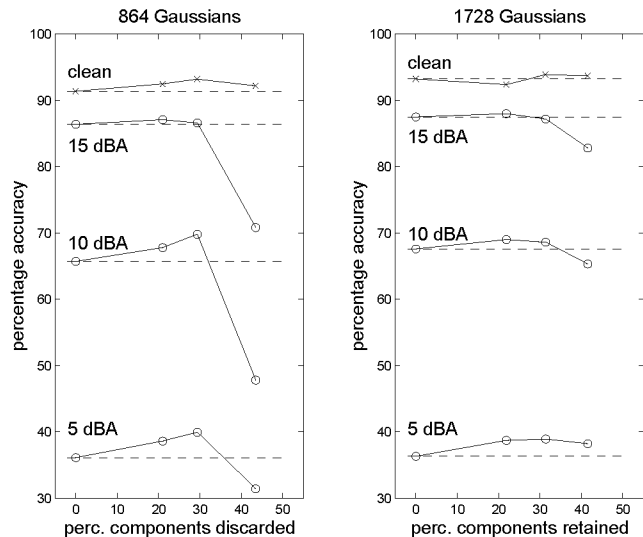 864 Gaussians
100
90
80
70
60
50
40
30
percentage accuracy
clean
15 dBA
10 dBA
5 dBA
0 10 20 30 40 50
perc. components discarded
1728 Gaussians
100
90
80
70
60
50
40
30
percentage accuracy
clean
15 dBA
10 dBA
5 dBA
0 10 20 30 40 50
perc. components retained